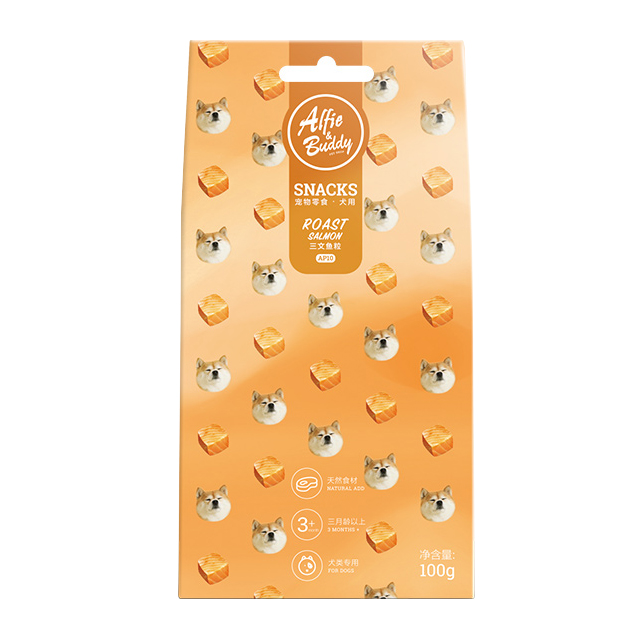 Alfie
&
Buddy
SNACKS
宠物零食 · 犬用
ROAST
SALMON
三文鱼粒
AP10
天然食材
NATURAL ADD
3+
三月龄以上
3 MONTHS +
犬类专用
FOR DOGS
净含量:
100g